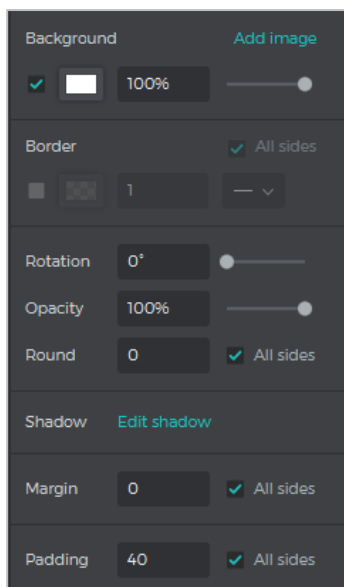 Background Add image
100%
Border All sides
1
Rotation 0°
Opacity 100%
Round 0 All sides
Shadow Edit shadow
Margin 0 All sides
Padding 40 All sides